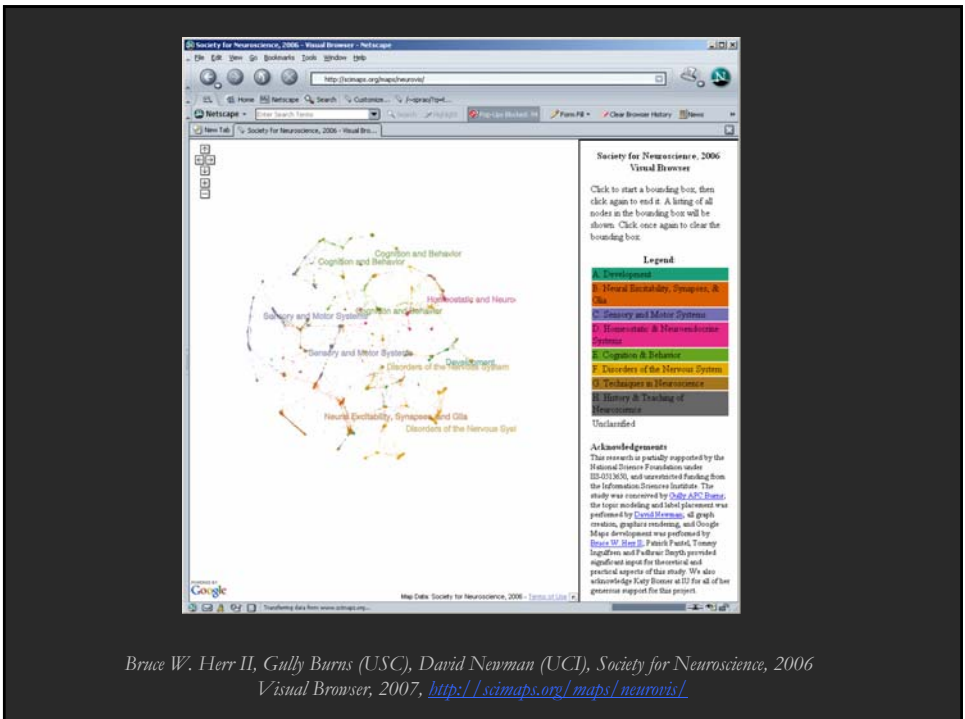 Society for Neuroscience, 2006 - Visual Browser - Netscape
File Edit View Go Bookmarks Tools Window Help
http://scimaps.org/maps/neurovis/
Home Netscape Search Customize...
Netscape Enter Search Terms Search Highlight Pop-Ups Blocked Form Fill Clear Browser History News
New Tab Society for Neuroscience, 2006 - Visual Bro...
Cognition and Behavior
Cognition and Behavior
Homeostatic and Neuro
Cognition and Behavior
Sensory and Motor Systems
Sensory and Motor Systems
Development
Disorders of the Nervous System
Neural Excitability, Synapses, and Glia
Disorders of the Nervous Syst
POWERED BY
Google
Map Data: Society for Neuroscience, 2006 - Terms of Use
Transferring data from www.scimaps.org...
Society for Neuroscience, 2006
Visual Browser
Click to start a bounding box, then
click again to end it. A listing of all
nodes in the bounding box will be
shown. Click once again to clear the
bounding box.
Legend
A. Development
B. Neural Excitability, Synapses, &
Glia
C. Sensory and Motor Systems
D. Homeostatic & Neuroendocrine
Systems
E. Cognition & Behavior
F. Disorders of the Nervous System
G. Techniques in Neuroscience
H. History & Teaching of
Neuroscience
Unclassified
Acknowledgements
This research is partially supported by the
National Science Foundation under
IIS-0513650, and unrestricted funding from
the Information Sciences Institute. The
study was conceived by Gully APC Burns,
the topic modeling and label placement was
performed by David Newman, all graph
creation, graphics rendering, and Google
Maps development was performed by
Bruce W. Herr II, Patrick Pantel, Tommy
Ingulfsen and Padhraic Smyth provided
significant input for theoretical and
practical aspects of this study. We also
acknowledge Katy Borner at IU for all of her
generous support for this project.
Bruce W. Herr II, Gully Burns (USC), David Newman (UCI), Society for Neuroscience, 2006
Visual Browser, 2007, http://scimaps.org/maps/neurovis/